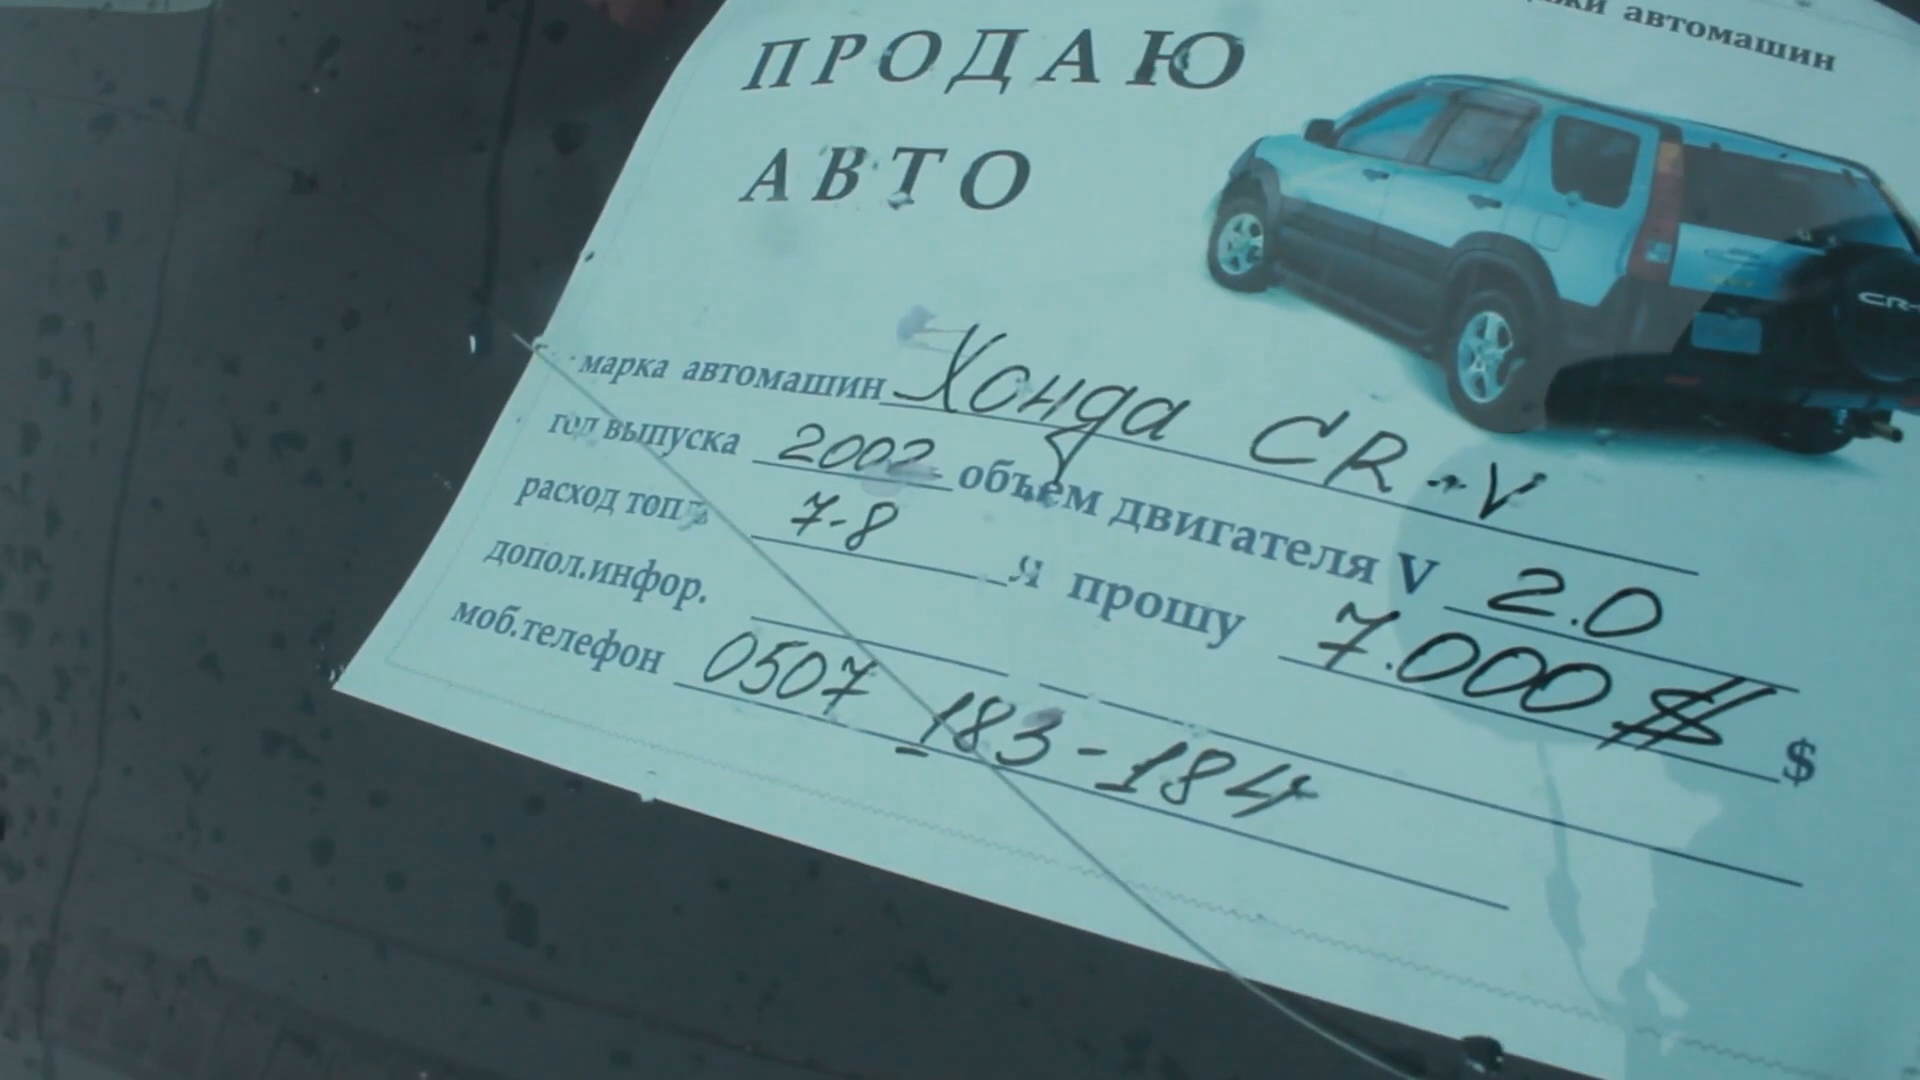 автомашин
ПРОДАЮ
АВТО
CR-
марка автомашин Хонда CR-V
год выпуска 2002 объем двигателя V 2.0
расход топл 7-8 Я прошу 7.000 $ $
допол.инфор.
моб.телефон 0507 183-184